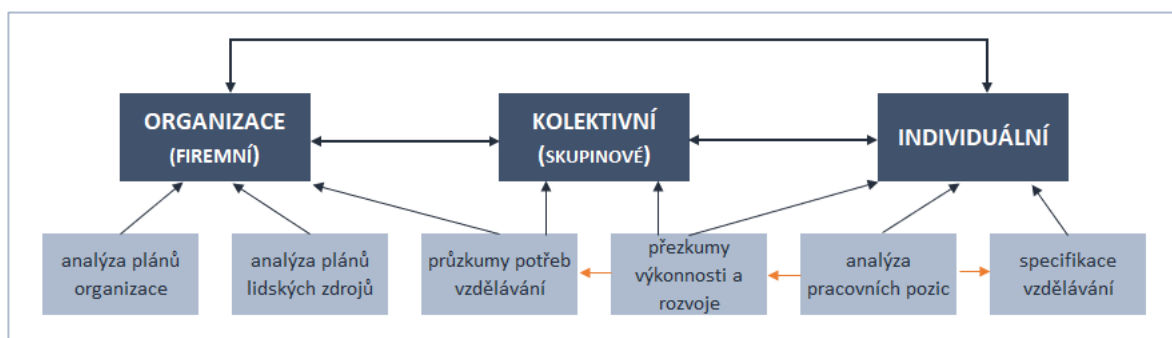 ORGANIZACE
(FIREMNÍ)
KOLEKTIVNÍ
(SKUPINOVÉ)
INDIVIDUÁLNÍ
analýza plánů
organizace
analýza plánů
lidských zdrojů
průzkumy potřeb
vzdělávání
přezkumy
výkonnosti a
rozvoje
analýza
pracovních pozic
specifikace
vzdělávání